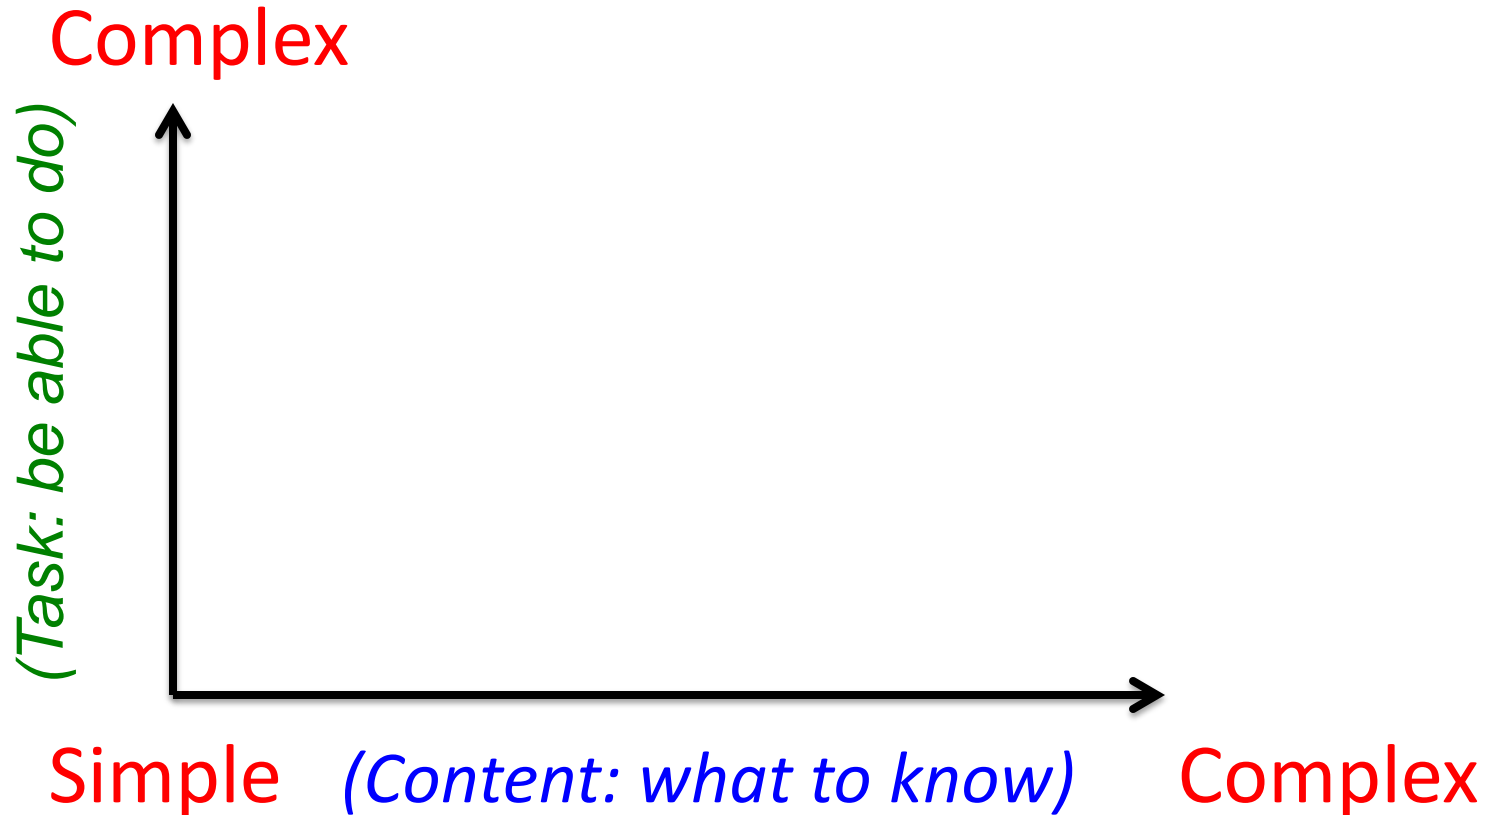 Complex
(Task: be able to do)
Simple
(Content: what to know)
Complex